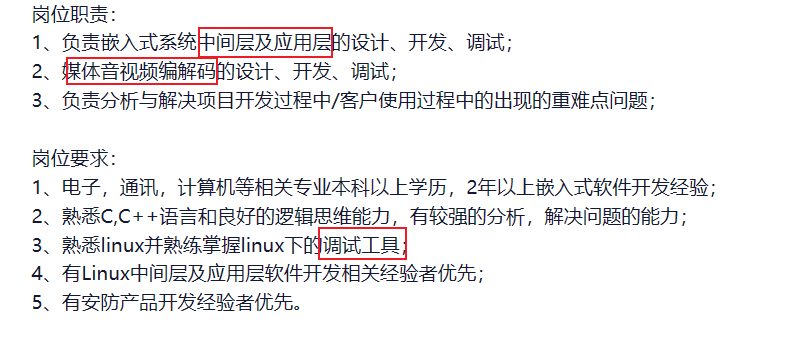 岗位职责：
1、负责嵌入式系统中间层及应用层的设计、开发、调试；
2、媒体音视频编解码的设计、开发、调试；
3、负责分析与解决项目开发过程中/客户使用过程中的出现的重难点问题；
岗位要求：
1、电子，通讯，计算机等相关专业本科以上学历，2年以上嵌入式软件开发经验；
2、熟悉C,C++语言和良好的逻辑思维能力，有较强的分析，解决问题的能力；
3、熟悉linux并熟练掌握linux下的调试工具；
4、有Linux中间层及应用层软件开发相关经验者优先；
5、有安防产品开发经验者优先。